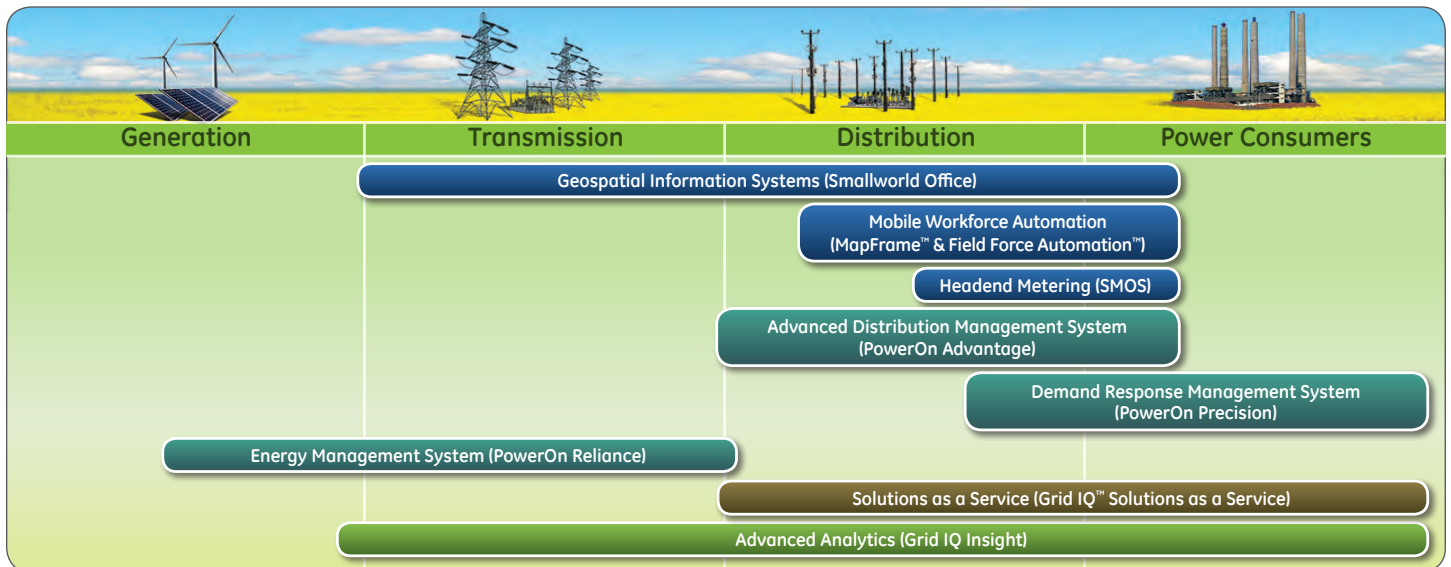 Generation
Transmission
Distribution
Power Consumers
Geospatial Information Systems (Smallworld Office)
Mobile Workforce Automation
(MapFrame™ & Field Force Automation™)
Headend Metering (SMOS)
Advanced Distribution Management System
(PowerOn Advantage)
Demand Response Management System
(PowerOn Precision)
Energy Management System (PowerOn Reliance)
Solutions as a Service (Grid IQ™ Solutions as a Service)
Advanced Analytics (Grid IQ Insight)